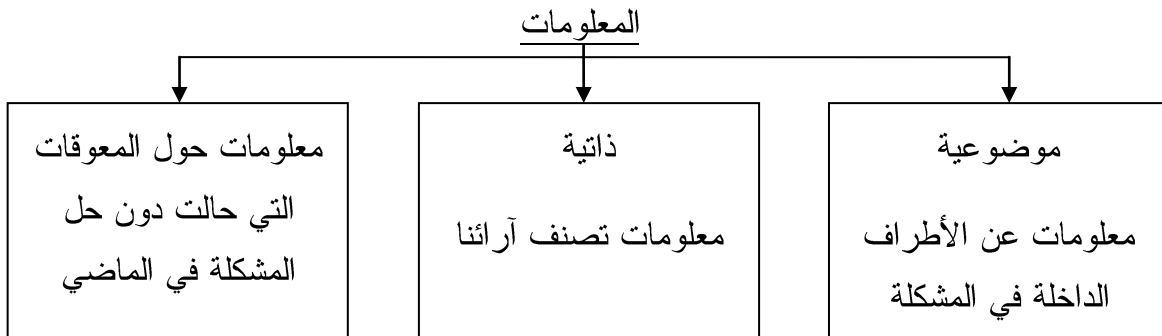 المعلومات
موضوعية
معلومات عن الأطراف
الداخلة في المشكلة
ذاتية
معلومات تصنف آرائنا
معلومات حول المعوقات
التي حالت دون حل
المشكلة في الماضي